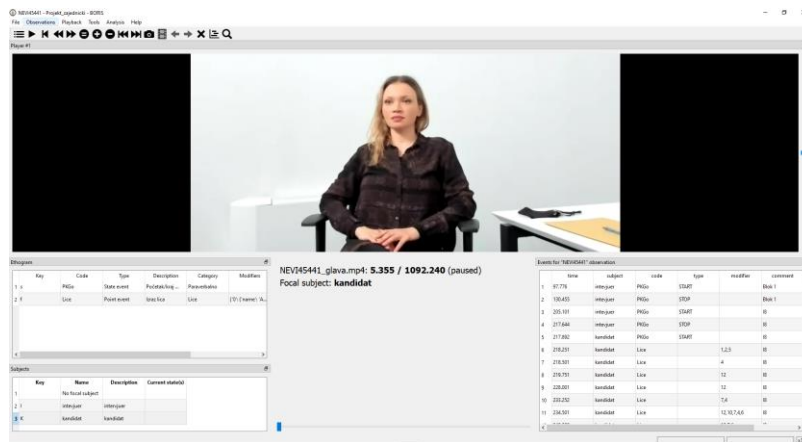 NEVI45441 - Projekt_zajednicki - BORIS
File Observations Playback Tools Analysis Help
Player #1
Ethogram
Key Code Type Description Category Modifiers
1 State event Početak/kraj ... Paraverbalno
2 f Lice Point event Izraz lica Lice
Subjects
Key Name Description Current state(s)
1 No focal subject
2 intervjuer intervjuer
3 K kandidat kandidat
NEVI45441_glava.mp4: 5.355 / 1092.240 (paused)
Focal subject: kandidat
Events for "NEVI45441" observation
time subject code type modifier comment
1 97.776 intervjuer PKGo START Blok 1
2 100.455 intervjuer PKGo STOP Blok 1
3 205.101 intervjuer PKGo START
4 217.644 intervjuer PKGo STOP
5 217.892 kandidat PKGo START
6 218.251 kandidat Lice 1,2,5
7 218.501 kandidat Lice 4
8 219.751 kandidat Lice 12
9 228.001 kandidat Lice 12
10 233.252 kandidat Lice 7,4
11 234.501 kandidat Lice 12,10,7,4,6